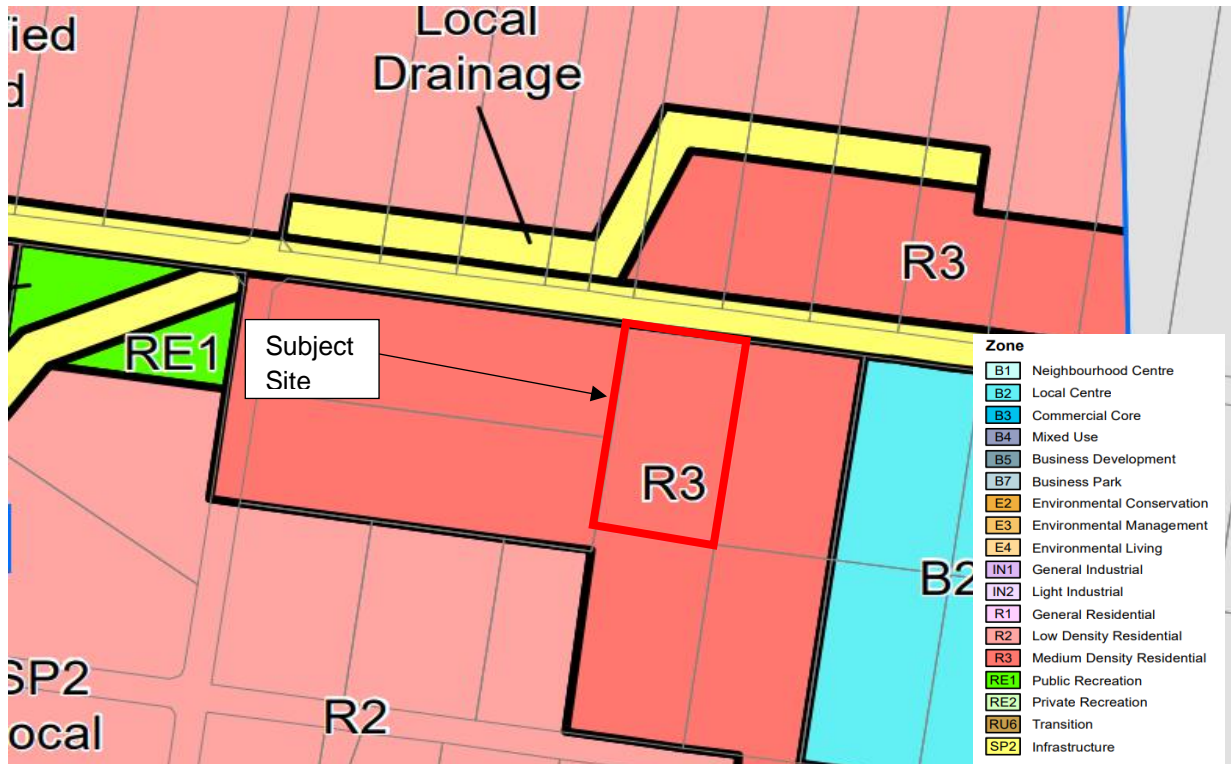 ied
d
Local
Drainage
R3
RE1
Subject
Site
R3
B2
SP2
ocal
R2
Zone
B1 Neighbourhood Centre
B2 Local Centre
B3 Commercial Core
B4 Mixed Use
B5 Business Development
B7 Business Park
E2 Environmental Conservation
E3 Environmental Management
E4 Environmental Living
IN1 General Industrial
IN2 Light Industrial
R1 General Residential
R2 Low Density Residential
R3 Medium Density Residential
RE1 Public Recreation
RE2 Private Recreation
RU6 Transition
SP2 Infrastructure